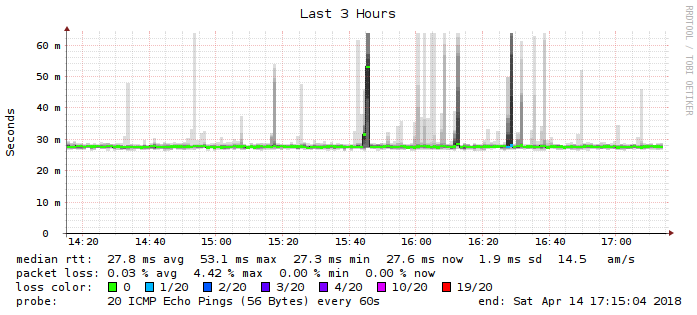 Last 3 Hours
RRDTOOL / TOBI OETIKER
Seconds
60 m
50 m
40 m
30 m
20 m
10 m
0
14:20 14:40 15:00 15:20 15:40 16:00 16:20 16:40 17:00
median rtt: 27.8 ms avg 53.1 ms max 27.3 ms min 27.6 ms now 1.9 ms sd 14.5 am/s
packet loss: 0.03 % avg 4.42 % max 0.00 % min 0.00 % now
loss color: 0 1/20 2/20 3/20 4/20 10/20 19/20
probe: 20 ICMP Echo Pings (56 Bytes) every 60s end: Sat Apr 14 17:15:04 2018